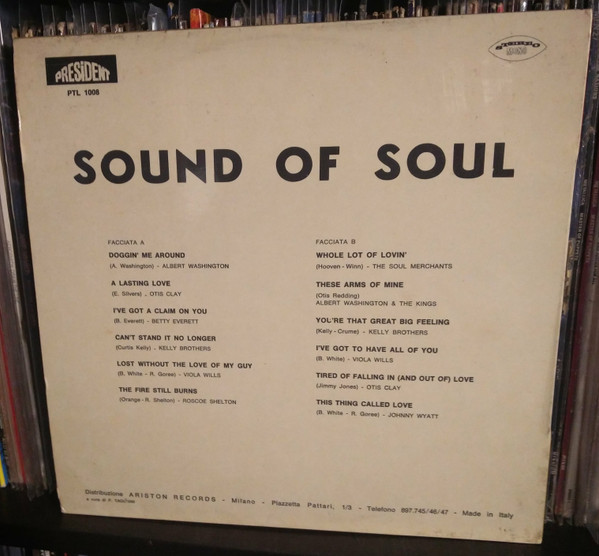 PRESIDENT
PTL 1008
SOUND OF SOUL
FACCIATA A
DOGGIN' ME AROUND
(A. Washington) - ALBERT WASHINGTON
A LASTING LOVE
(E. Silvers) . OTIS CLAY
I'VE GOT A CLAIM ON YOU
(B. Everett) - BETTY EVERETT
CAN'T STAND IT NO LONGER
(Curtis Kelly) . KELLY BROTHERS
LOST WITHOUT THE LOVE OF MY GUY
(B. White - R. Goree) - VIOLA WILLS
THE FIRE STILL BURNS
(Orange - R. Shelton) - ROSCOE SHELTON
FACCIATA B
WHOLE LOT OF LOVIN'
(Hooven - Winn) - THE SOUL MERCHANTS
THESE ARMS OF MINE
(Otis Redding)
ALBERT WASHINGTON & THE KINGS
YOU'RE THAT GREAT BIG FEELING
(Kelly - Crume) - KELLY BROTHERS
I'VE GOT TO HAVE ALL OF YOU
(B. White) - VIOLA WILLS
TIRED OF FALLING IN (AND OUT OF) LOVE
(Jimmy Jones) - OTIS CLAY
THIS THING CALLED LOVE
(B. White - R. Goree) - JOHNNY WYATT
Distribuzione ARISTON RECORDS - Milano - Piazzetta Pattari, 1/3 - Telefono 897.745/46/47 - Made in Italy